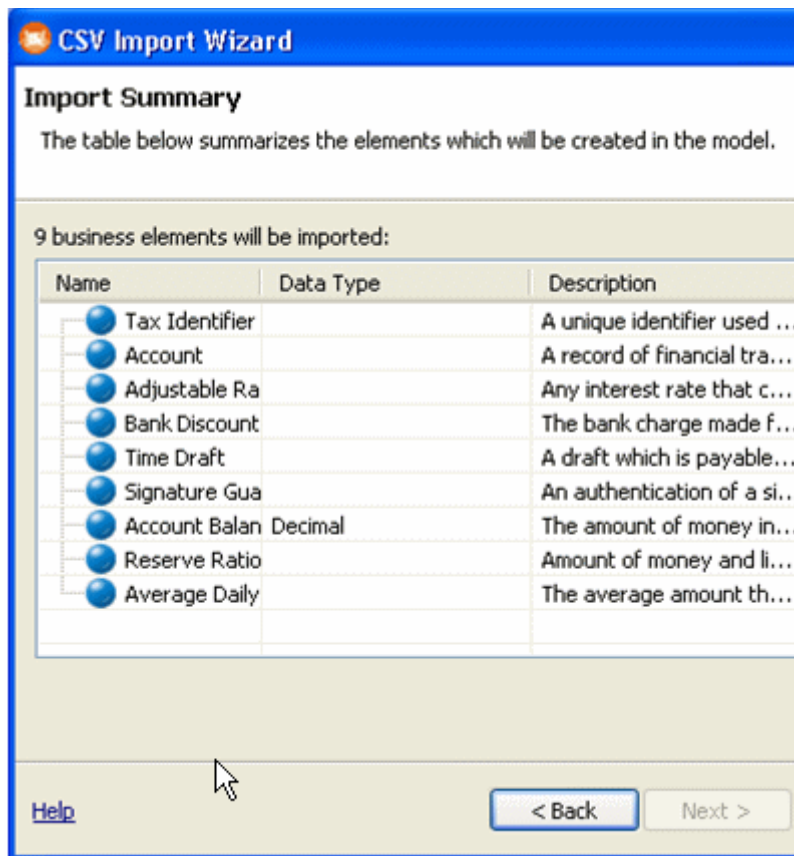 CSV Import Wizard
Import Summary
The table below summarizes the elements which will be created in the model.
9 business elements will be imported:
Name Data Type Description
Tax Identifier A unique identifier used ...
Account A record of financial tra...
Adjustable Ra Any interest rate that c...
Bank Discount The bank charge made f...
Time Draft A draft which is payable...
Signature Gua An authentication of a si...
Account Balan Decimal The amount of money in...
Reserve Ratio Amount of money and li...
Average Daily The average amount th...
Help < Back Next >